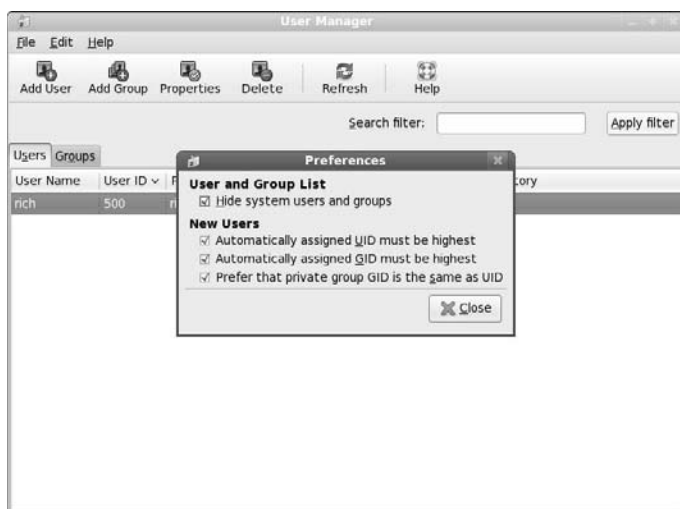 User Manager
File Edit Help
Add User Add Group Properties Delete Refresh Help
Search filter: Apply filter
Users Groups
User Name User ID
rich 500
Preferences
User and Group List
Hide system users and groups
New Users
Automatically assigned UID must be highest
Automatically assigned GID must be highest
Prefer that private group GID is the same as UID
Close